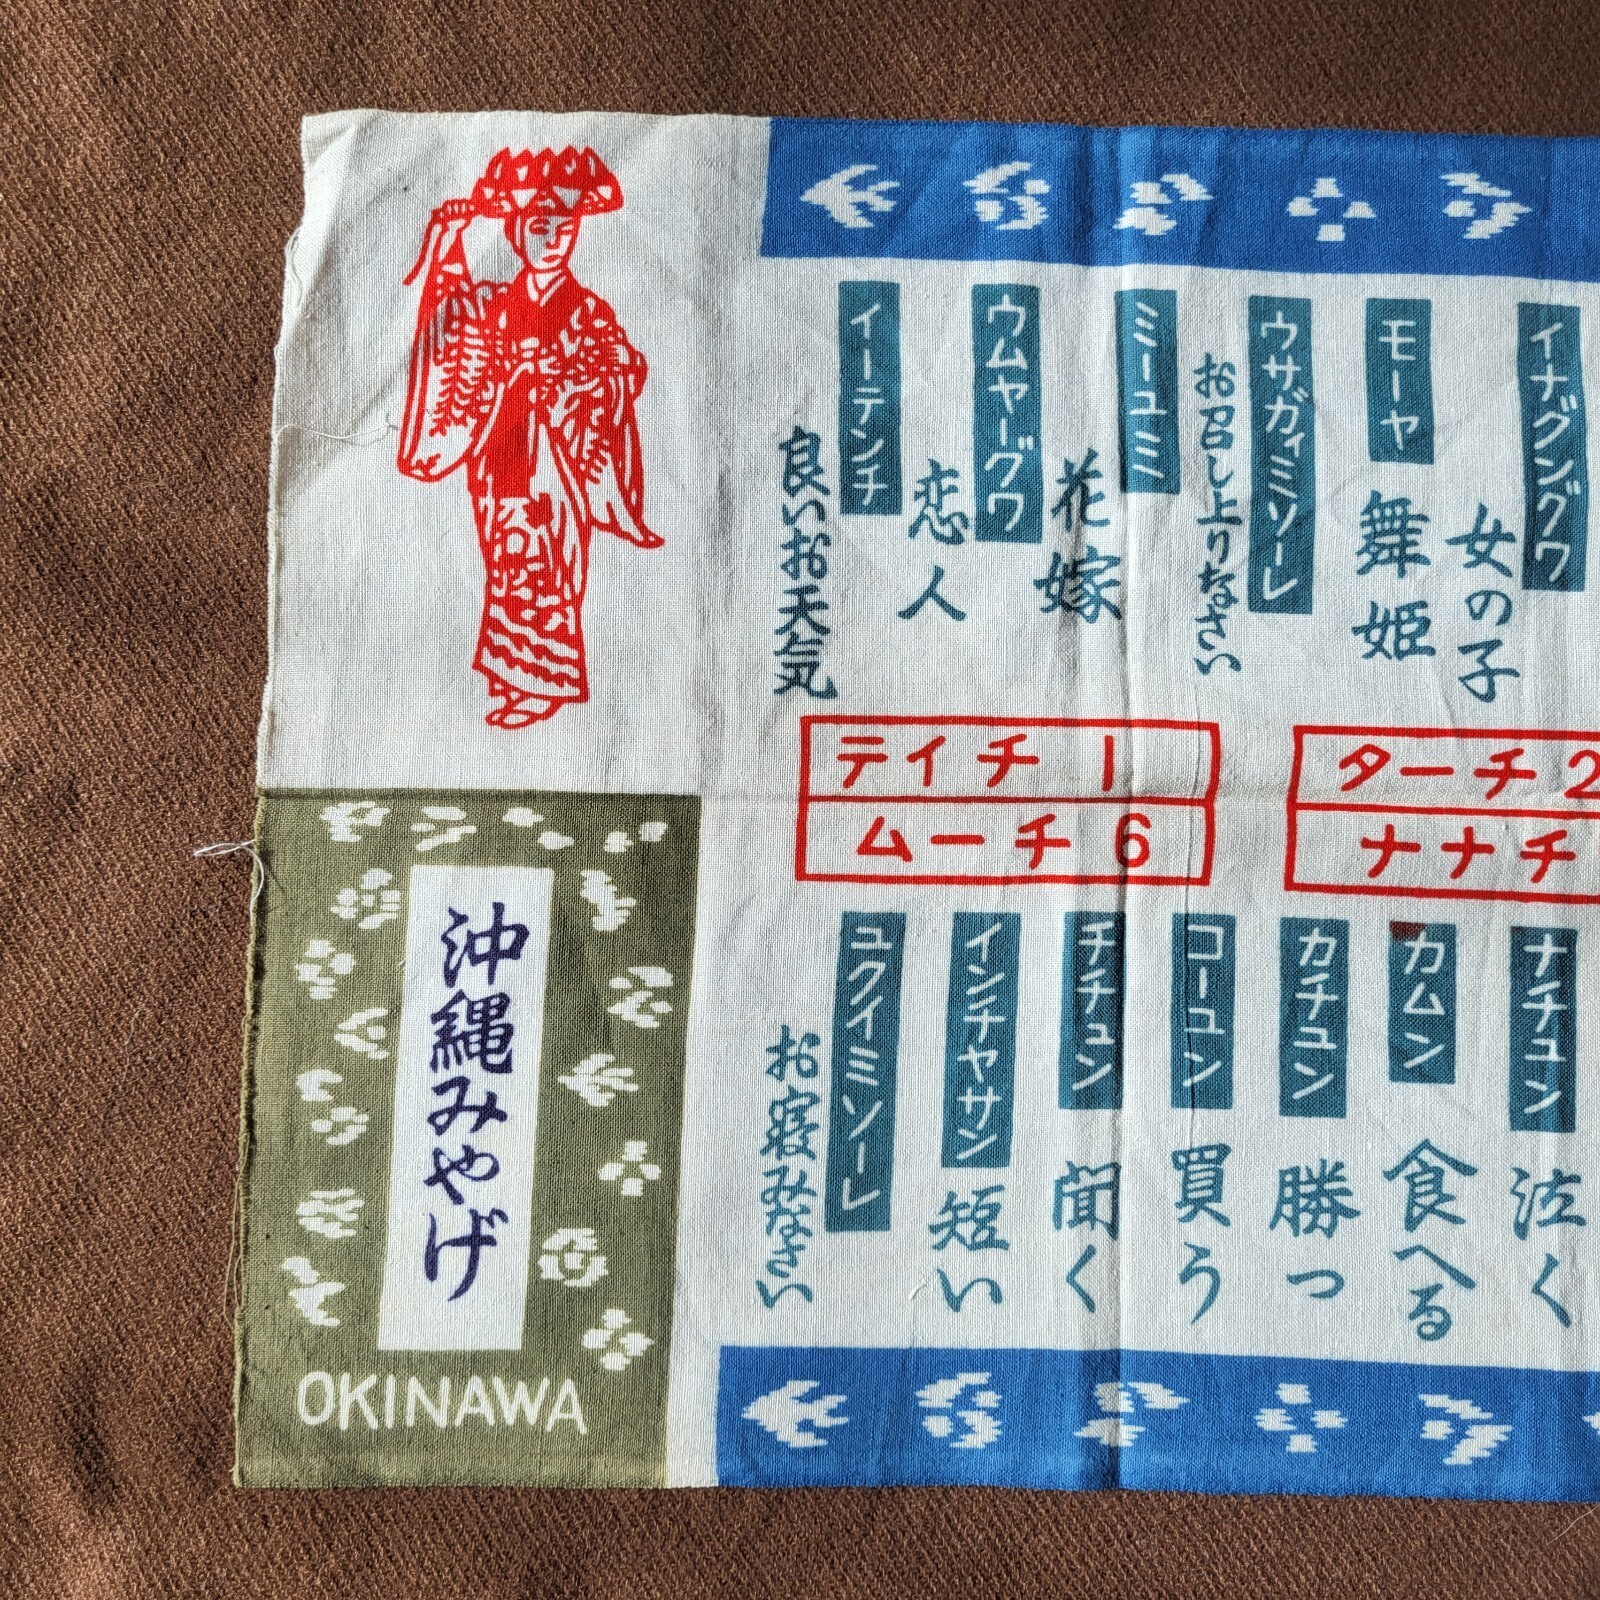 イナグングワ
女の子
モーヤ
舞姫
ウサガィミソーレ
お召し上りなさい
ミーユミ
花嫁
ウムヤーグワ
恋人
イーテンチ
良いお天気
テイチ 1
ターチ 2
ムーチ 6
ナナチ
ナチュン
泣く
カムン
食べる
カチュン
勝つ
コーユン
買う
チチュン
聞く
インチャサン
短い
ユクイミソーレ
お寝みなさい
沖縄みやげ
OKINAWA